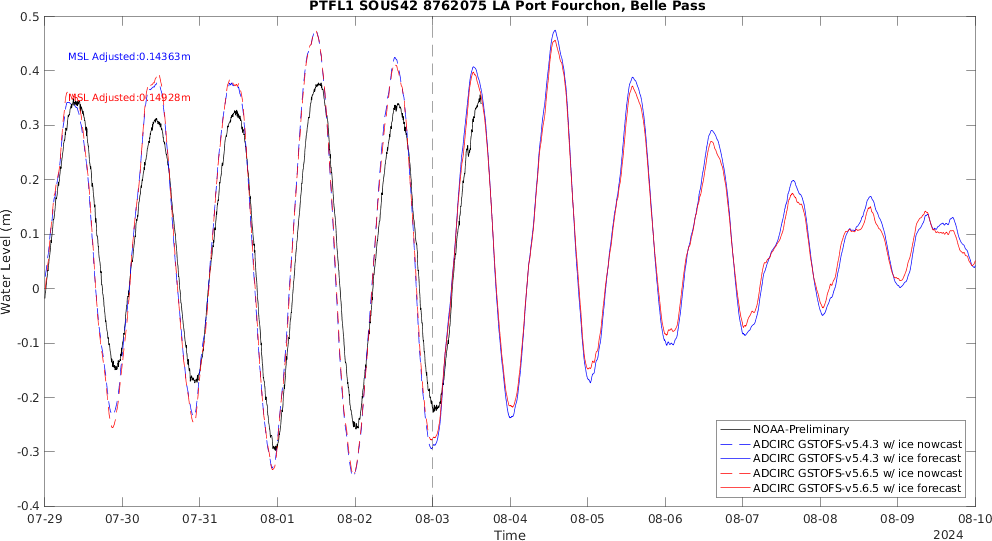 PTFL1 SOUS42 8762075 LA Port Fourchon, Belle Pass
0.5
MSL Adjusted:0.14363m
0.4
MSL Adjusted:0.14928m
0.3
0.2
0.1
Water Level (m)
0
-0.1
-0.2
-0.3
-0.4
NOAA-Preliminary
ADCIRC GSTOFS-v5.4.3 w/ ice nowcast
ADCIRC GSTOFS-v5.4.3 w/ ice forecast
ADCIRC GSTOFS-v5.6.5 w/ ice nowcast
ADCIRC GSTOFS-v5.6.5 w/ ice forecast
07-29 07-30 07-31 08-01 08-02 08-03 08-04 08-05 08-06 08-07 08-08 08-09 08-10
Time
2024